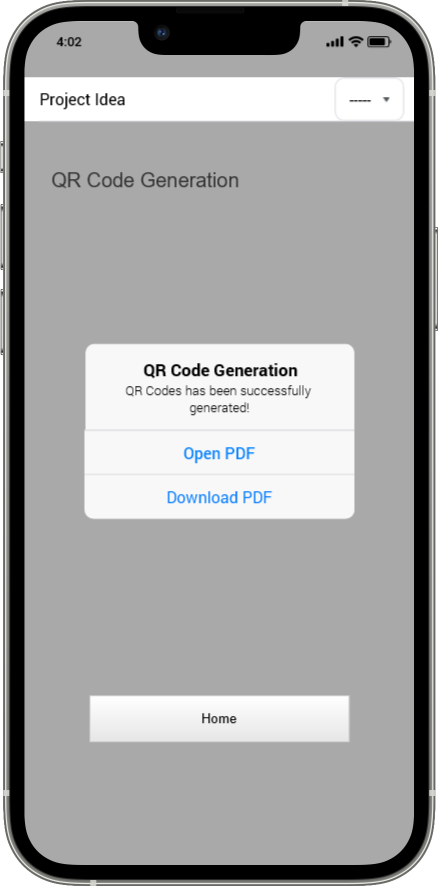 4:02
Project Idea
-----
QR Code Generation
QR Code Generation
QR Codes has been successfully
generated!
Open PDF
Download PDF
Home